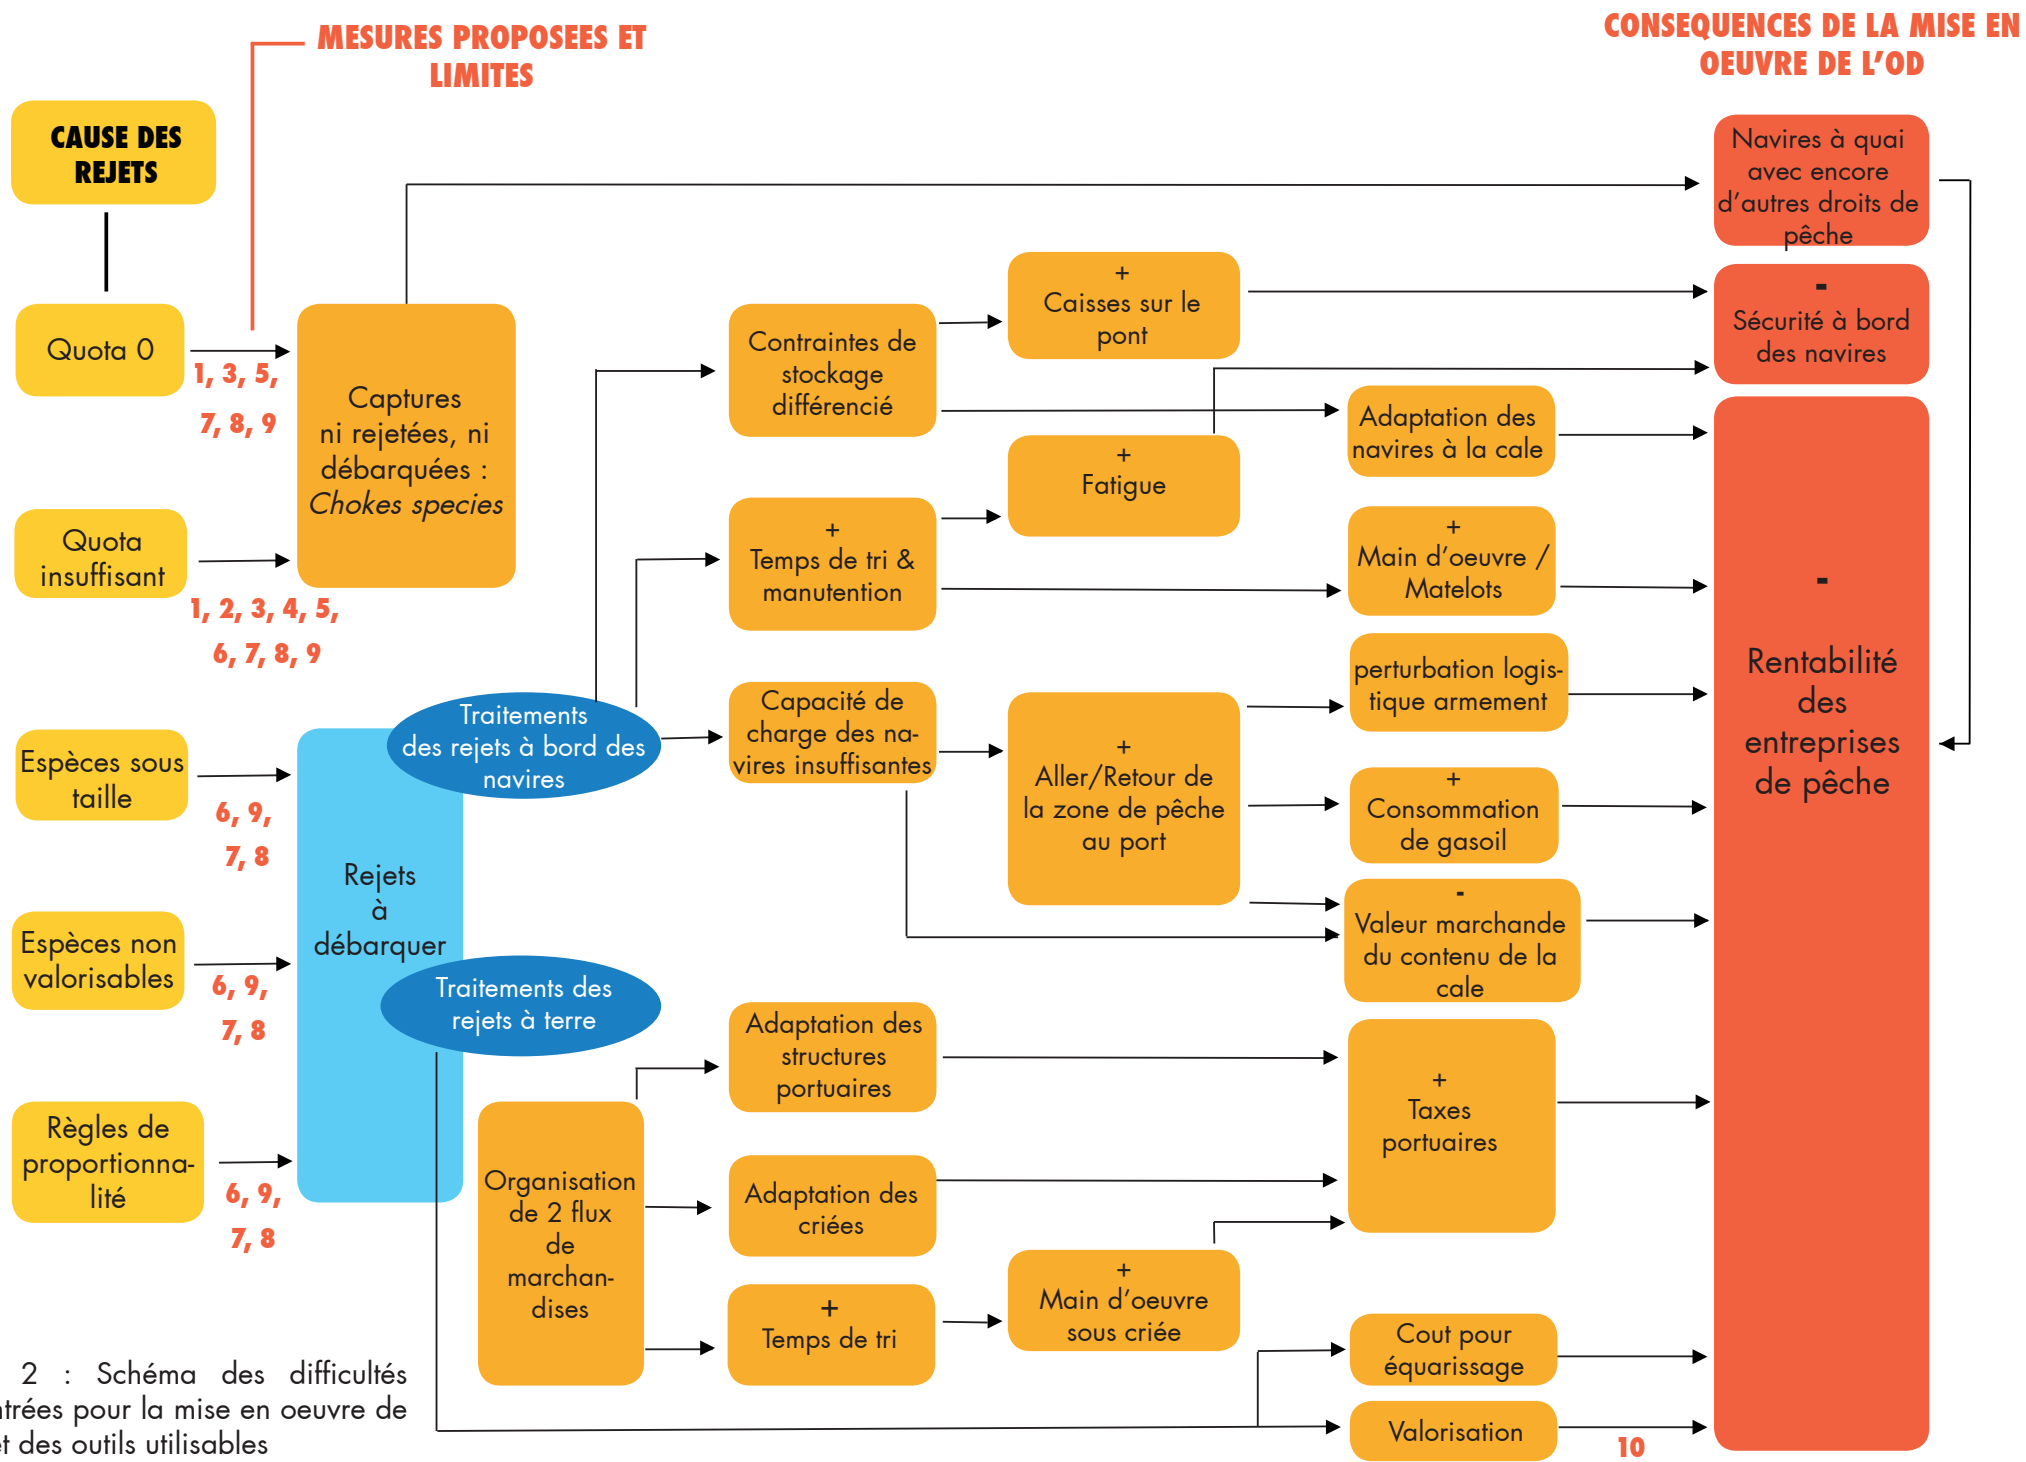 MESURES PROPOSEES ET
LIMITES
CONSEQUENCES DE LA MISE EN
OEUVRE DE L'OD
CAUSE DES
REJETS
Quota 0
1, 3, 5,
7, 8, 9
Quota
insuffisant
1, 2, 3, 4, 5,
6, 7, 8, 9
Espèces sous
taille
6, 9,
7, 8
Espèces non
valorisables
6, 9,
7, 8
Règles de
proportionna-
lité
6, 9,
7, 8
Captures
ni rejetées, ni
débarquées :
Chokes species
Rejets
à
débarquer
Traitements
des rejets à bord des
navires
Traitements des
rejets à terre
Organisation
de 2 flux
de
marchan-
dises
Contraintes de
stockage
différencié
+
Temps de tri &
manutention
Capacité de
charge des na-
vires insuffisantes
Adaptation des
structures
portuaires
Adaptation des
criées
+
Temps de tri
+
Caisses sur le
pont
+
Fatigue
+
Aller/Retour de
la zone de pêche
au port
+
Main d'oeuvre
sous criée
Adaptation des
navires à la cale
+
Main d'oeuvre /
Matelots
perturbation logis-
tique armement
+
Consommation
de gasoil
-
Valeur marchande
du contenu de la
cale
+
Taxes
portuaires
Cout pour
équarissage
Valorisation
10
Navires à quai
avec encore
d'autres droits de
pêche
-
Sécurité à bord
des navires
-
Rentabilité
des
entreprises
de pêche
2 : Schéma des difficultés
pour la mise en oeuvre de
des outils utilisables